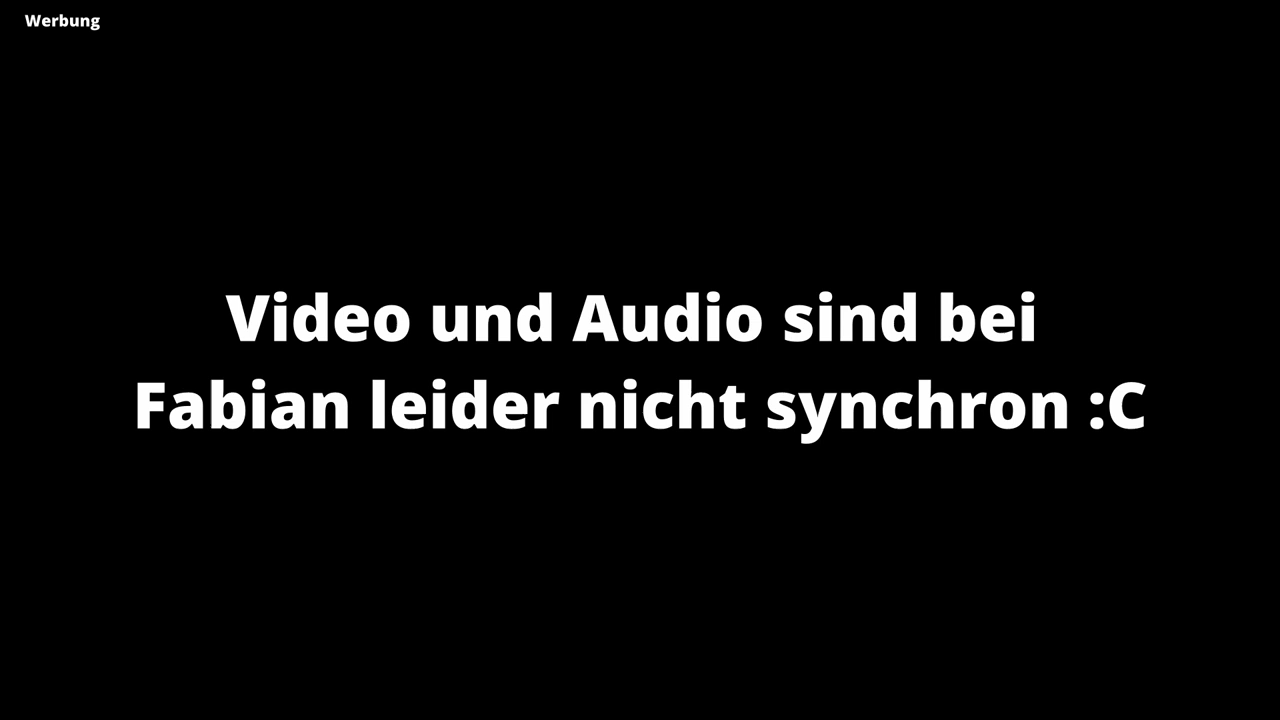 Werbung
Video und Audio sind bei
Fabian leider nicht synchron :C